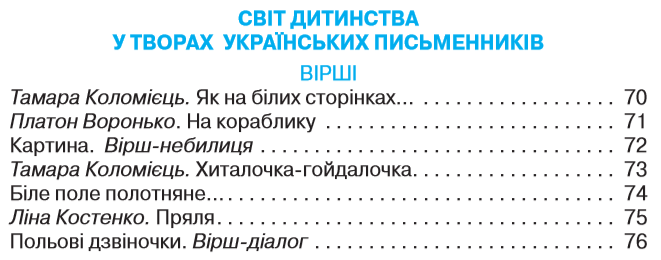 СВІТ ДИТИНСТВА
У ТВОРАХ УКРАЇНСЬКИХ ПИСЬМЕННИКІВ
ВІРШІ
Тамара Коломієць. Як на білих сторінках... . . . . . . . . . . . . . . . . . . . . 70
Платон Воронько. На кораблику . . . . . . . . . . . . . . . . . . . . . . . . . . . 71
Картина. Вірш-небилиця . . . . . . . . . . . . . . . . . . . . . . . . . . . . . . . . . 72
Тамара Коломієць. Хиталочка-гойдалочка. . . . . . . . . . . . . . . . . . . 73
Біле поле полотняне... . . . . . . . . . . . . . . . . . . . . . . . . . . . . . . . . . . . . 74
Ліна Костенко. Пряля. . . . . . . . . . . . . . . . . . . . . . . . . . . . . . . . . . . . . 75
Польові дзвіночки. Вірш-діалог . . . . . . . . . . . . . . . . . . . . . . . . . . . . 76